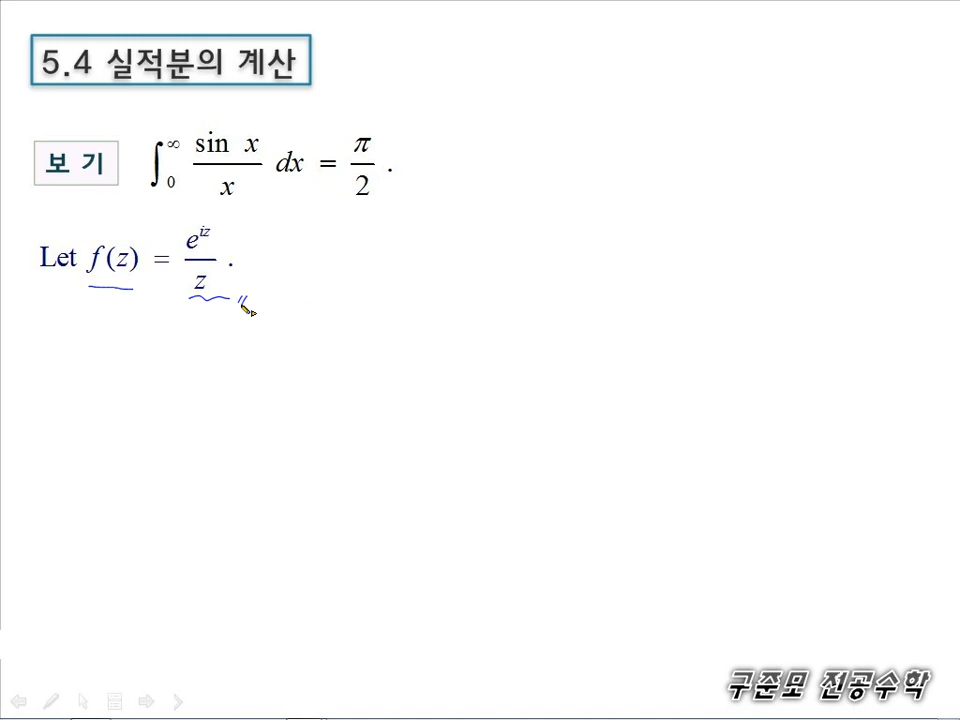 5.4 실적분의 계산
보 기 ∫₀^∞ sin x / x dx = π / 2 .
Let f(z) = e^{iz} / z .
구준모 전공수학